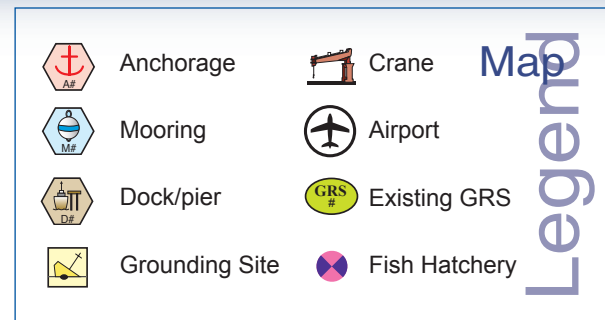 Map
Legend
A#
Anchorage
Crane
M#
Mooring
Airport
D#
Dock/pier
GRS
#
Existing GRS
Grounding Site
Fish Hatchery